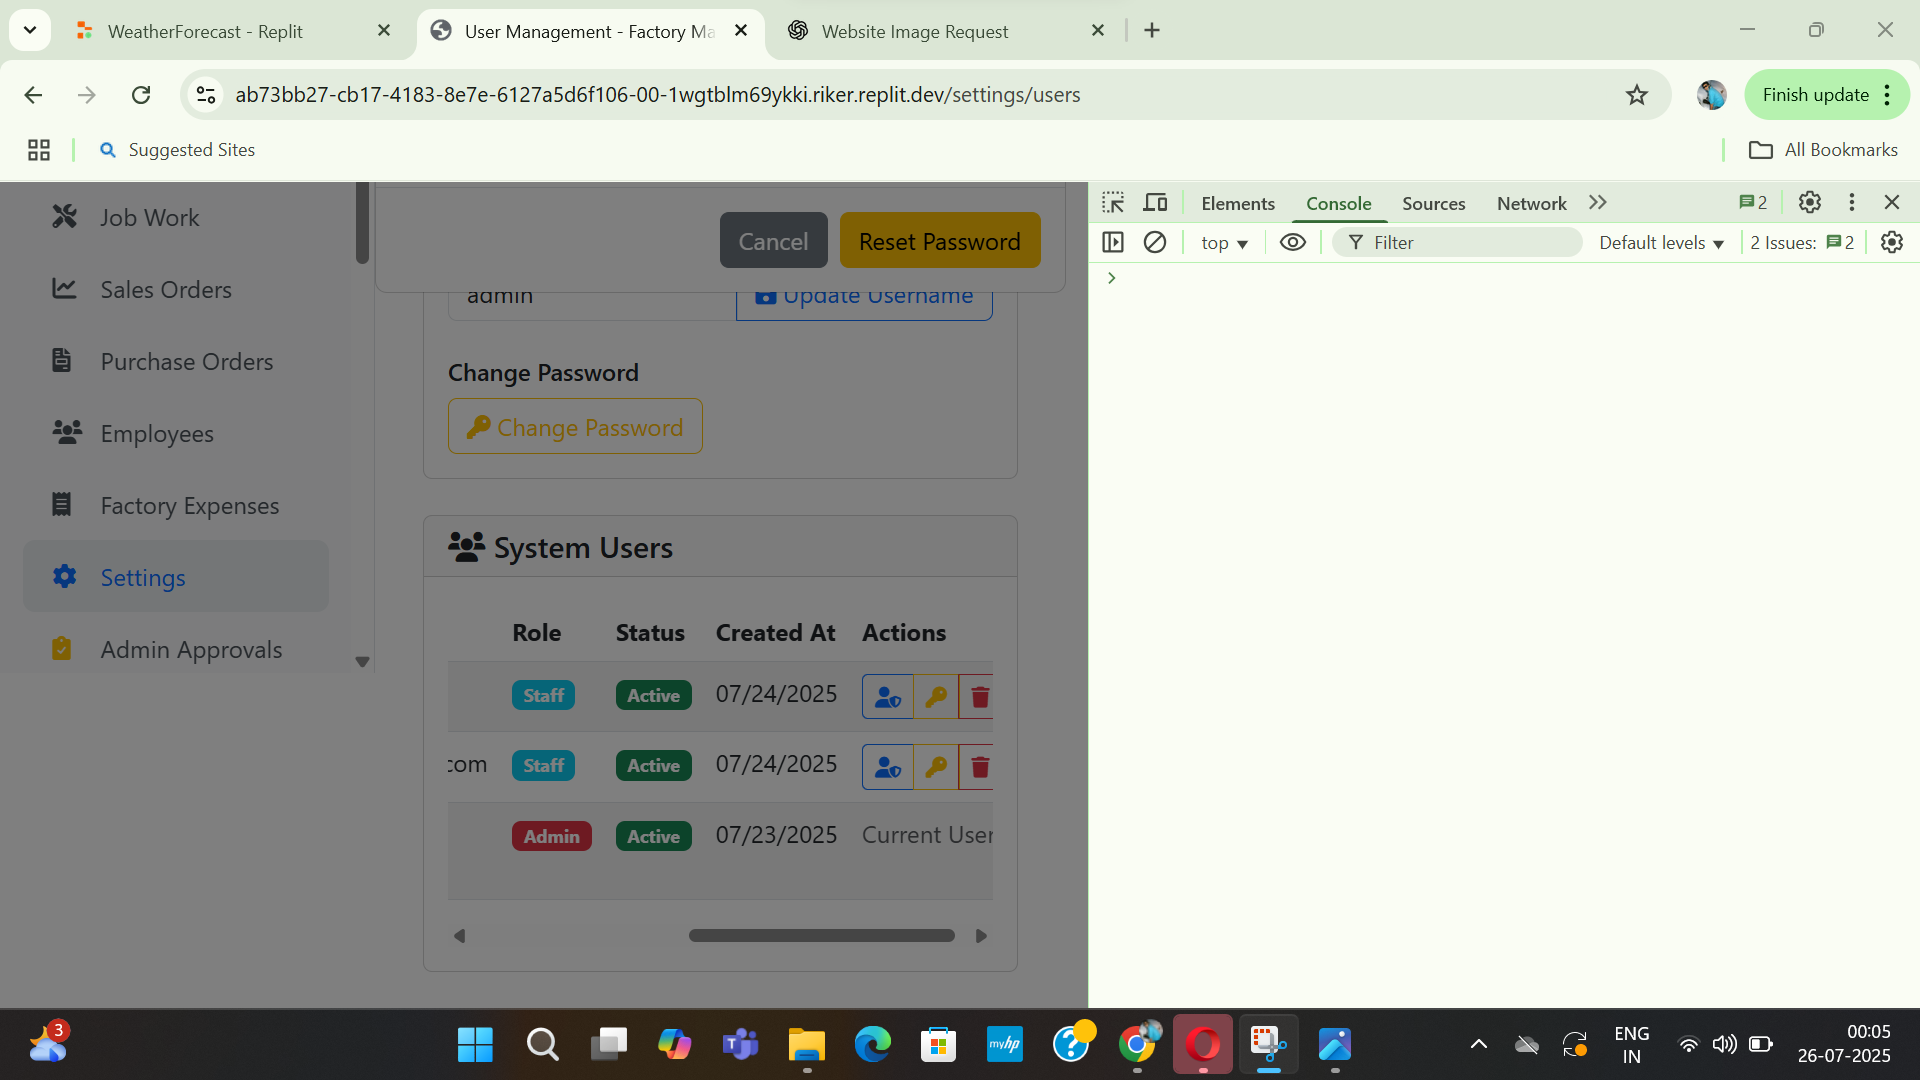 WeatherForecast - Replit
User Management - Factory Ma
Website Image Request
ab73bb27-cb17-4183-8e7e-6127a5d6f106-00-1wgtblm69ykki.riker.replit.dev/settings/users
Finish update
Suggested Sites
All Bookmarks
Job Work
Sales Orders
Purchase Orders
Employees
Factory Expenses
Settings
Admin Approvals
Cancel
Reset Password
admin
Update Username
Change Password
Change Password
System Users
Role Status Created At Actions
Staff Active 07/24/2025
.com Staff Active 07/24/2025
Admin Active 07/23/2025 Current User
Elements Console Sources Network 2
top Filter Default levels 2 Issues: 2
3
myhp
ENG
IN
00:05
26-07-2025